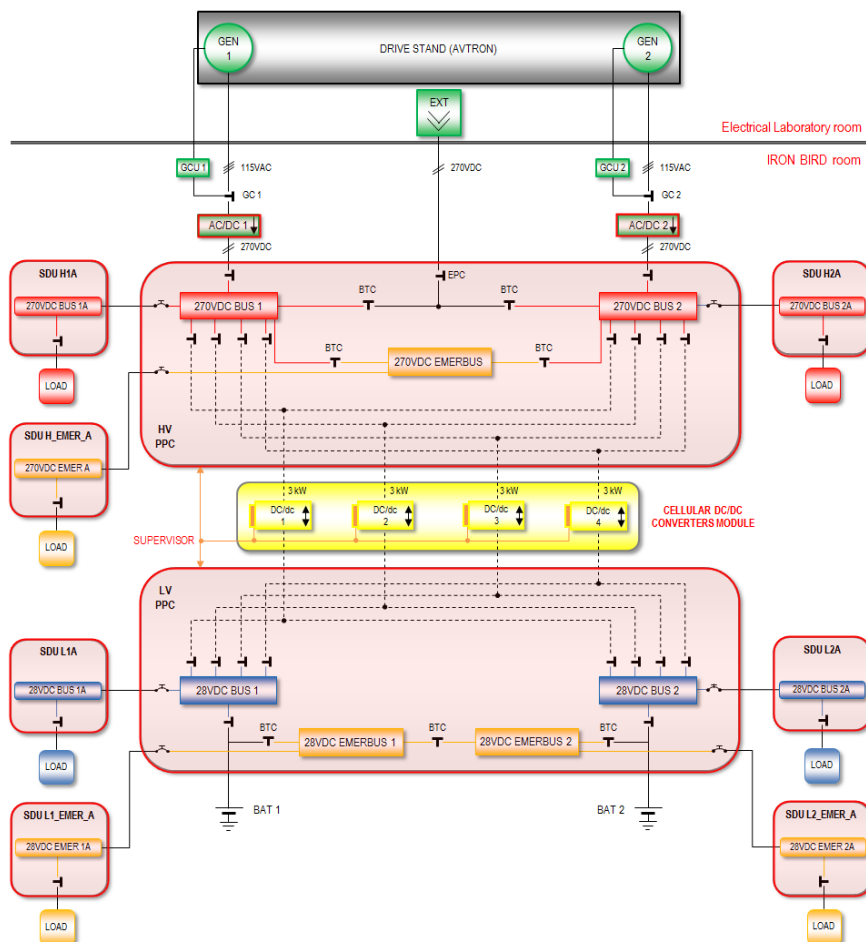 GEN
1
DRIVE STAND (AVTRON)
GEN
2
EXT
Electrical Laboratory room
IRON BIRD room
GCU 1
115VAC
270VDC
GCU 2
115VAC
GC 1
GC 2
AC/DC 1
AC/DC 2
270VDC
270VDC
SDU H1A
EPC
SDU H2A
270VDC BUS 1A
270VDC BUS 1
BTC
BTC
270VDC BUS 2
270VDC BUS 2A
LOAD
BTC
270VDC EMERBUS
BTC
LOAD
SDU H_EMER_A
HV
PPC
270VDC EMER A
LOAD
3 kW
3 kW
3 kW
3 kW
DC/dc
1
DC/dc
2
DC/dc
3
DC/dc
4
CELLULAR DC/DC
CONVERTERS MODULE
SUPERVISOR
LV
PPC
SDU L1A
SDU L2A
28VDC BUS 1A
28VDC BUS 1
28VDC BUS 2
28VDC BUS 2A
LOAD
BTC
28VDC EMERBUS 1
BTC
28VDC EMERBUS 2
BTC
LOAD
BAT 1
BAT 2
SDU L1_EMER_A
SDU L2_EMER_A
28VDC EMER 1A
28VDC EMER 2A
LOAD
LOAD